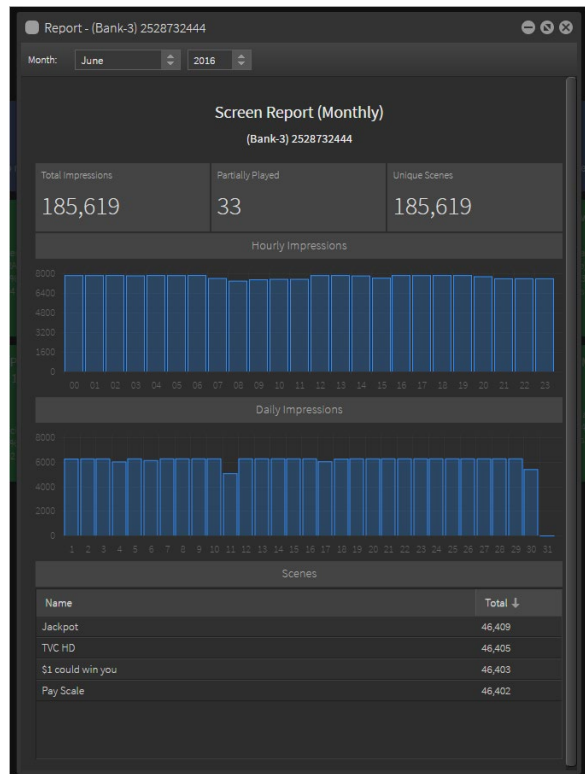 Report - (Bank-3) 2528732444
Month: June 2016
Screen Report (Monthly)
(Bank-3) 2528732444
Total Impressions Partially Played Unique Scenes
185,619 33 185,619
Hourly Impressions
8000
6400
4800
3200
1600
0
00 01 02 03 04 05 06 07 08 09 10 11 12 13 14 15 16 17 18 19 20 21 22 23
Daily Impressions
8000
6000
4000
2000
0
1 2 3 4 5 6 7 8 9 10 11 12 13 14 15 16 17 18 19 20 21 22 23 24 25 26 27 28 29 30 31
Scenes
Name Total ↓
Jackpot 46,409
TVC HD 46,405
$1 could win you 46,403
Pay Scale 46,402